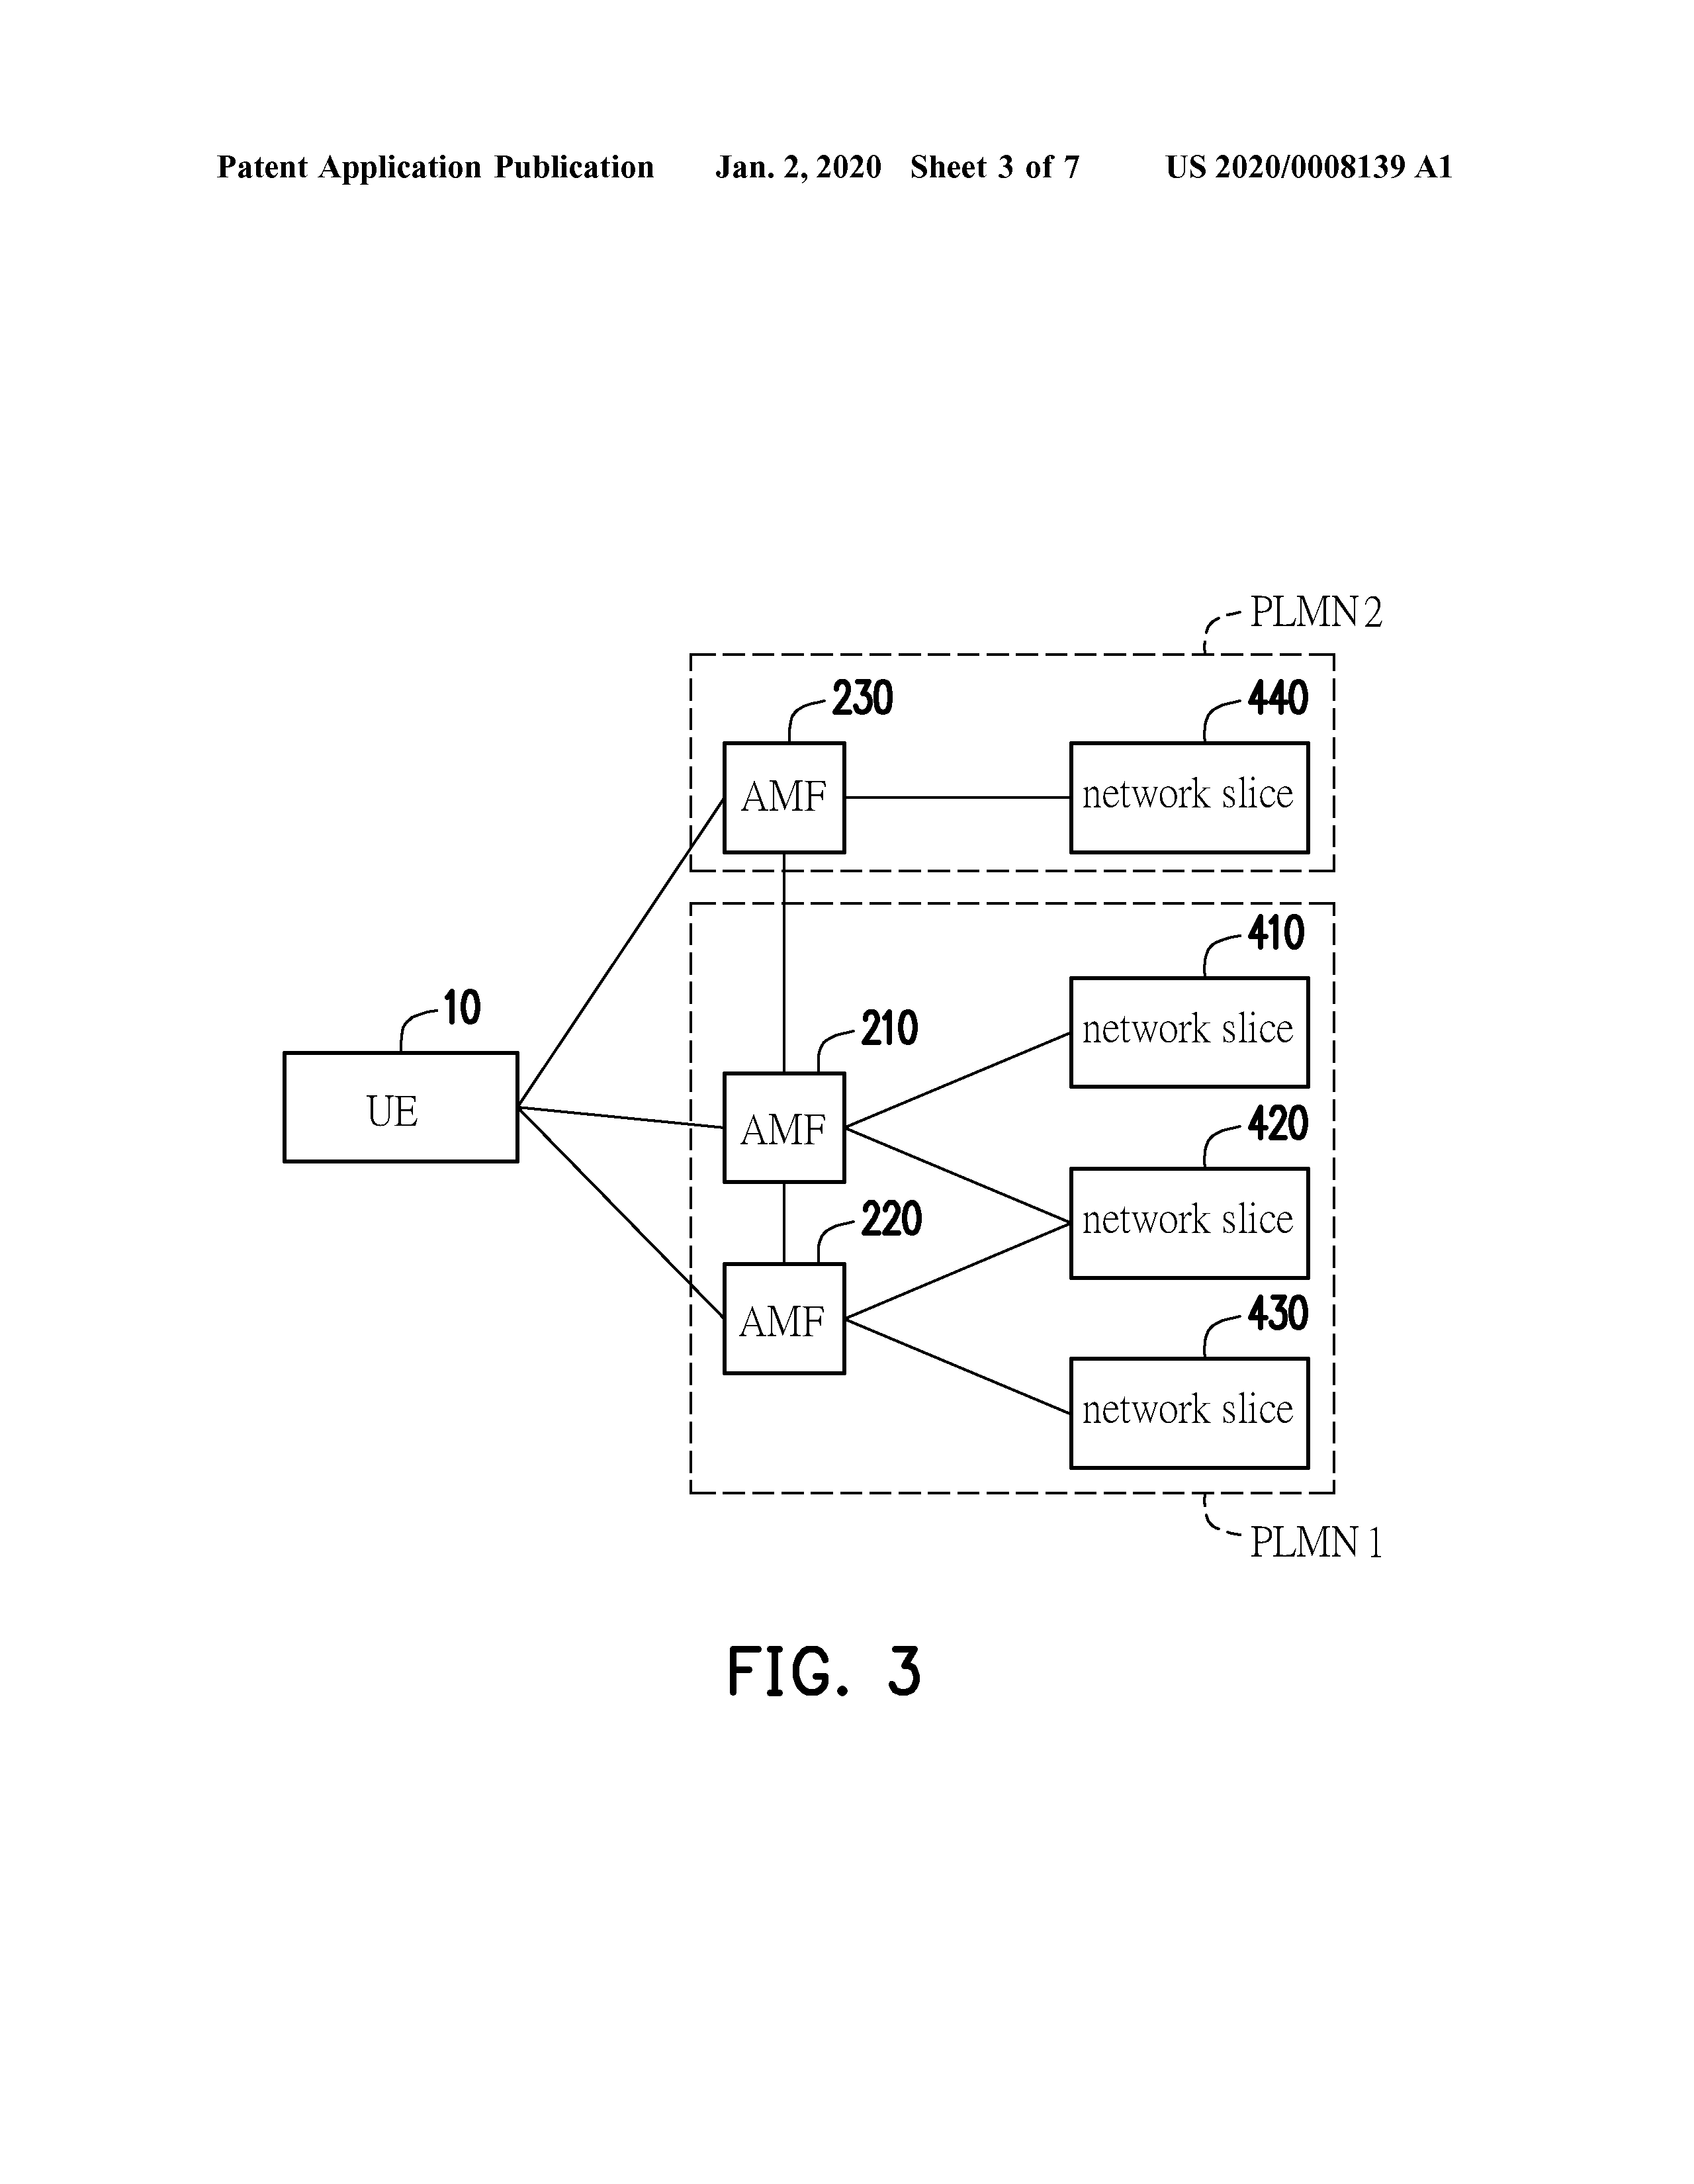 Patent Application Publication Jan. 2, 2020 Sheet 3 of 7 US 2020/0008139 A1
PLMN 2
230
440
AMF
network slice
410
10
210
network slice
UE
AMF
420
220
network slice
AMF
430
network slice
PLMN 1
FIG. 3